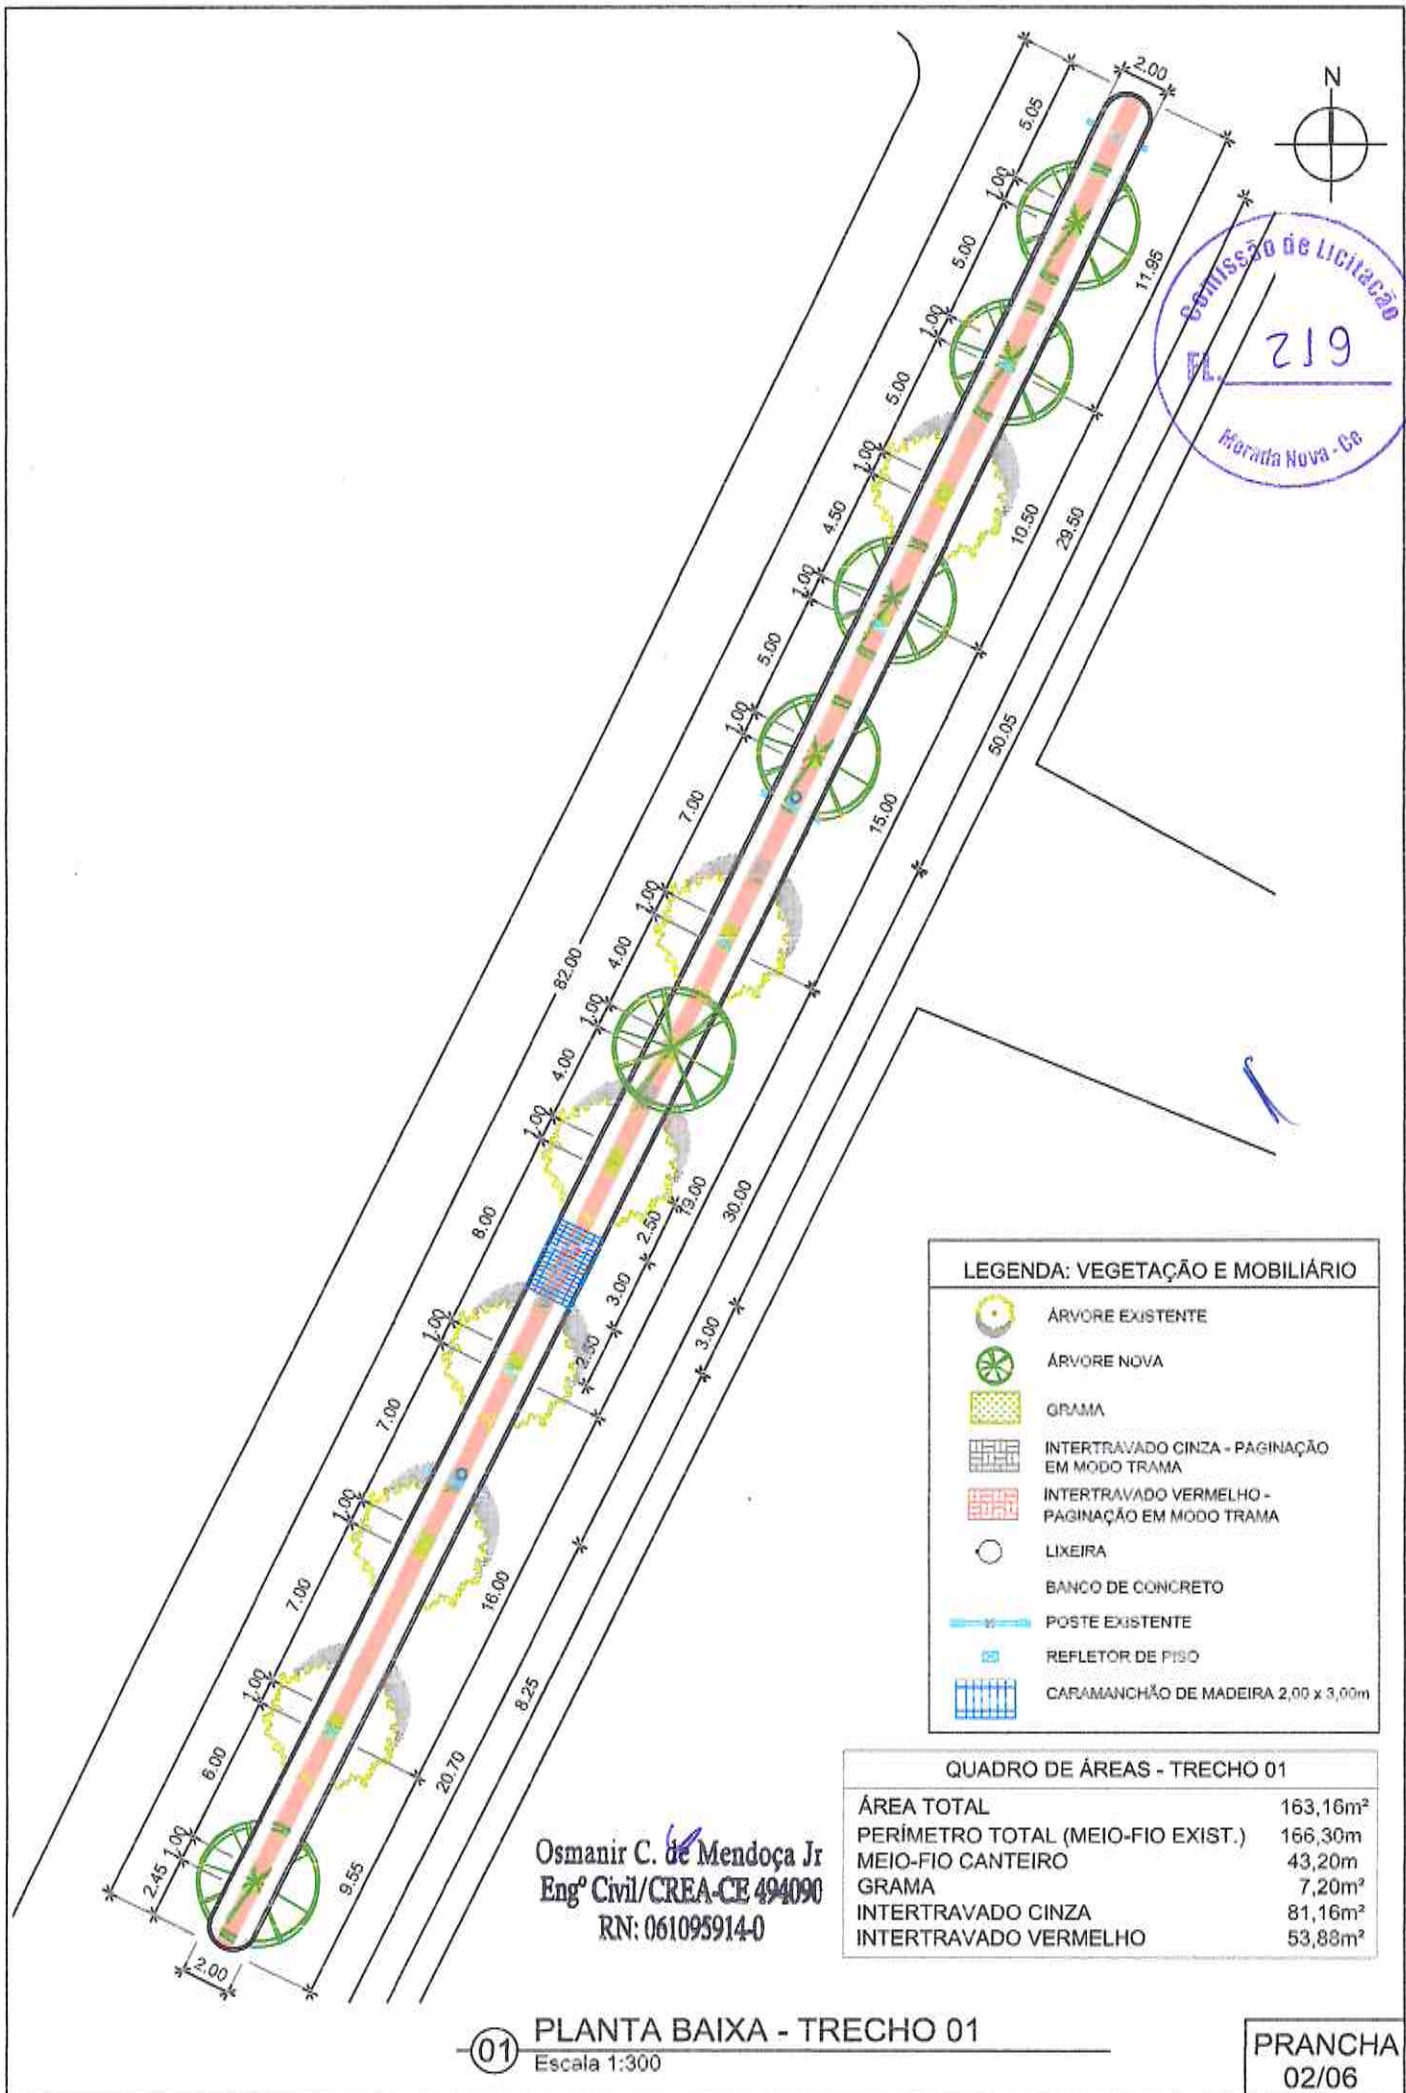 2.00
N
5.05
1.00
5.00
11.95
Comissão de Licitação
FL. 219
Morada Nova - Ce
1.00
5.00
1.00
4.50
10.50
29.50
1.00
5.00
1.00
50.05
7.00
15.00
1.00
82.00
4.00
1.00
4.00
1.00
8.00
19.00
30.00
2.50
3.00
3.00
1.00
2.50
7.00
1.00
7.00
16.00
1.00
8.25
6.00
20.70
1.00
2.45
9.55
2.00
LEGENDA: VEGETAÇÃO E MOBILIÁRIO
ÁRVORE EXISTENTE
ÁRVORE NOVA
GRAMA
INTERTRAVADO CINZA - PAGINAÇÃO
EM MODO TRAMA
INTERTRAVADO VERMELHO -
PAGINAÇÃO EM MODO TRAMA
LIXEIRA
BANCO DE CONCRETO
POSTE EXISTENTE
REFLETOR DE PISO
CARAMANCHÃO DE MADEIRA 2,00 x 3,00m
QUADRO DE ÁREAS - TRECHO 01
ÁREA TOTAL 163,16m²
PERÍMETRO TOTAL (MEIO-FIO EXIST.) 166,30m
MEIO-FIO CANTEIRO 43,20m
GRAMA 7,20m²
INTERTRAVADO CINZA 81,16m²
INTERTRAVADO VERMELHO 53,88m²
Osmanir C. de Mendoça Jr
Engº Civil/CREA-CE 494090
RN: 061095914-0
01 PLANTA BAIXA - TRECHO 01
Escala 1:300
PRANCHA
02/06